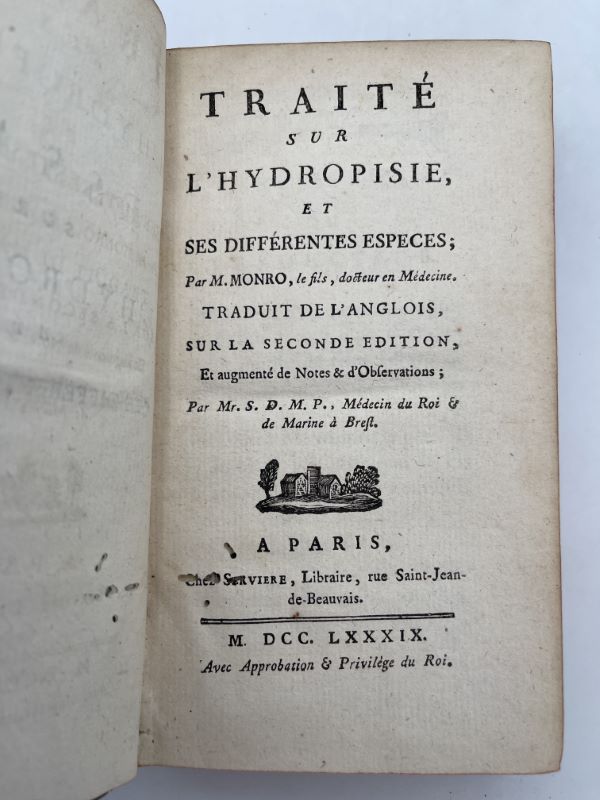 TRAITÉ
SUR
L'HYDROPISIE,
ET
SES DIFFÉRENTES ESPECES;
Par M. MONRO, le fils, docteur en Médecine.
TRADUIT DE L'ANGLOIS,
SUR LA SECONDE EDITION,
Et augmenté de Notes & d'Observations;
Par Mr. S. D. M. P., Médecin du Roi &
de Marine à Brest.
A PARIS,
Chez SERVIERE, Libraire, rue Saint-Jean-
de-Beauvais.
M. DCC. LXXXIX.
Avec Approbation & Privilége du Roi.